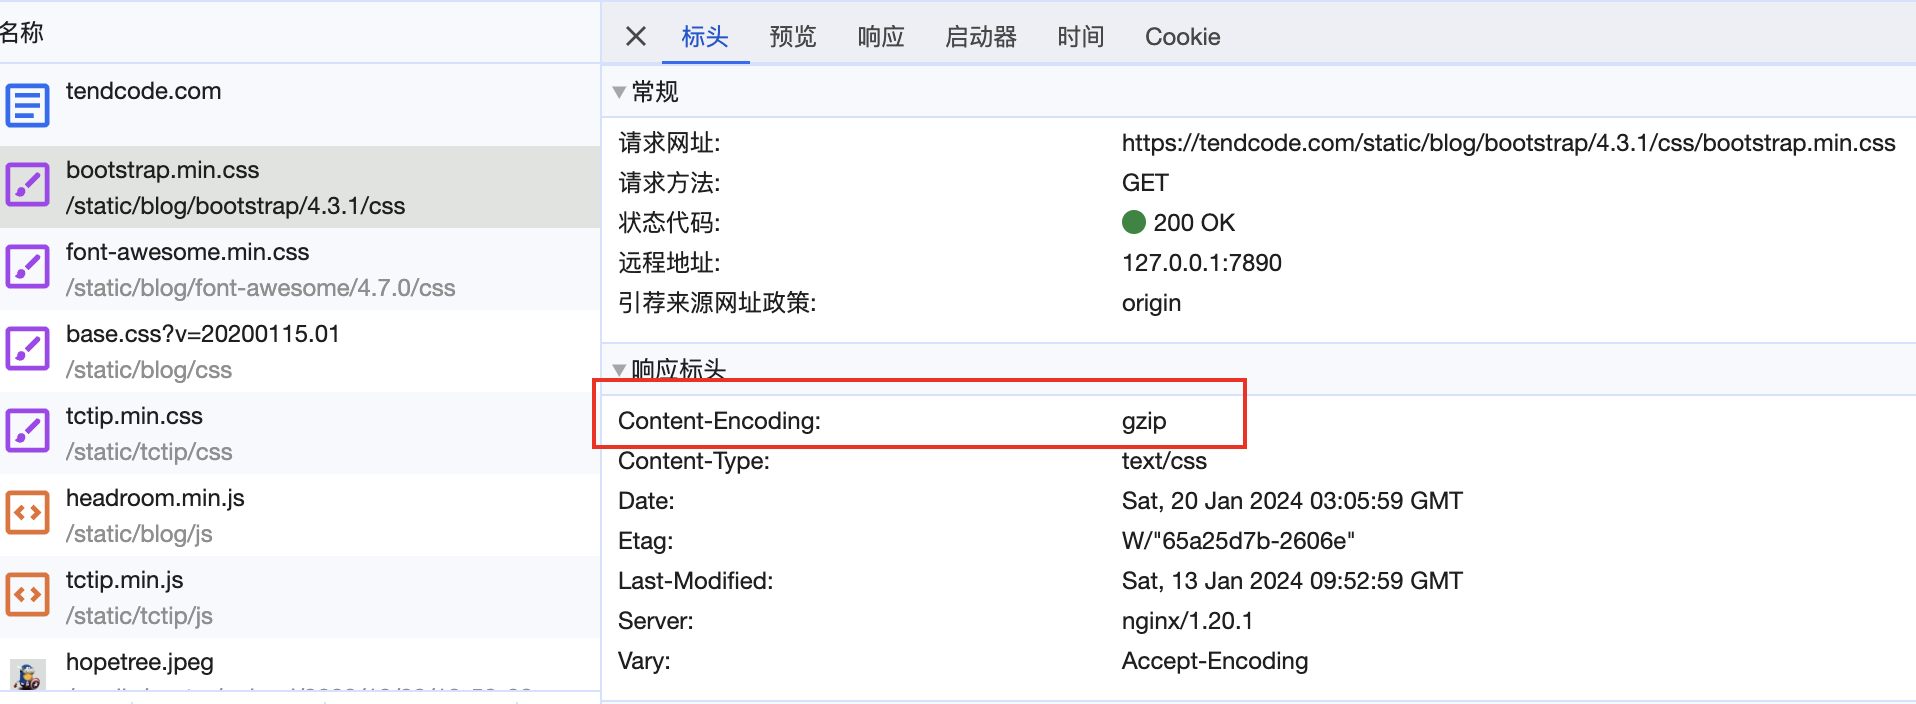 名称
tendcode.com
bootstrap.min.css
/static/blog/bootstrap/4.3.1/css
font-awesome.min.css
/static/blog/font-awesome/4.7.0/css
base.css?v=20200115.01
/static/blog/css
tctip.min.css
/static/tctip/css
headroom.min.js
/static/blog/js
tctip.min.js
/static/tctip/js
hopetree.jpeg
标头 预览 响应 启动器 时间 Cookie
常规
请求网址: https://tendcode.com/static/blog/bootstrap/4.3.1/css/bootstrap.min.css
请求方法: GET
状态代码: 200 OK
远程地址: 127.0.0.1:7890
引荐来源网址政策: origin
响应标头
Content-Encoding: gzip
Content-Type: text/css
Date: Sat, 20 Jan 2024 03:05:59 GMT
Etag: W/"65a25d7b-2606e"
Last-Modified: Sat, 13 Jan 2024 09:52:59 GMT
Server: nginx/1.20.1
Vary: Accept-Encoding